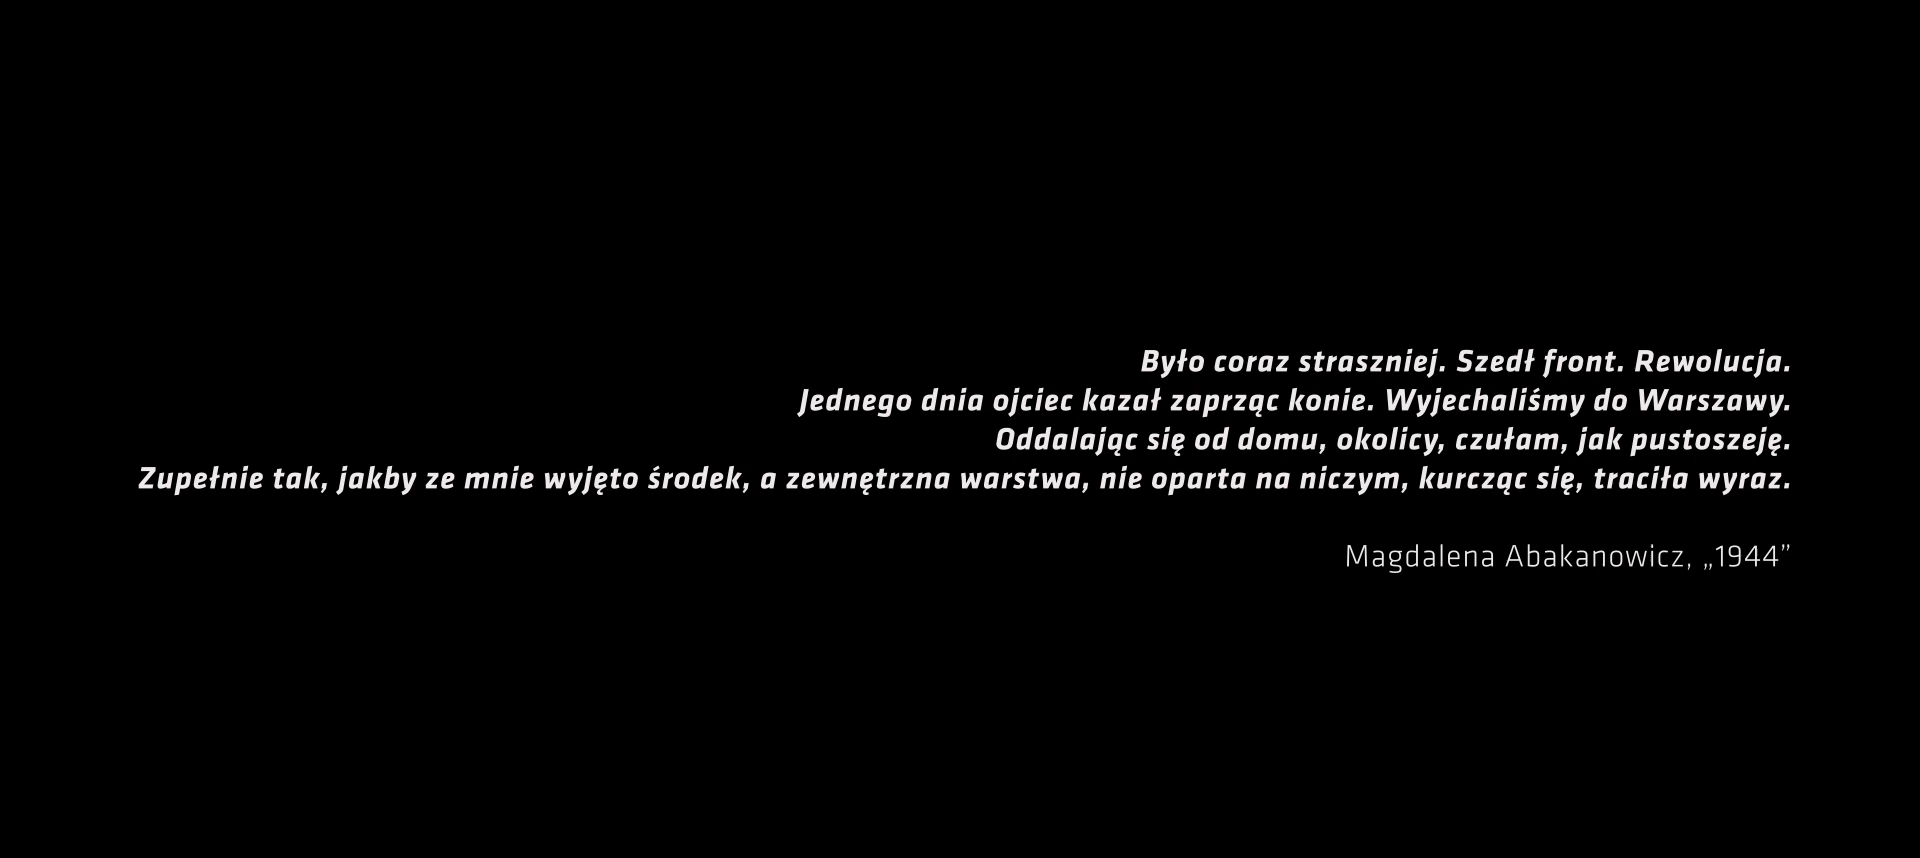 Było coraz straszniej. Szedł front. Rewolucja.
Jednego dnia ojciec kazał zaprząc konie. Wyjechaliśmy do Warszawy.
Oddalając się od domu, okolicy, czułam, jak pustoszeję.
Zupełnie tak, jakby ze mnie wyjęto środek, a zewnętrzna warstwa, nie oparta na niczym, kurcząc się, traciła wyraz.
Magdalena Abakanowicz, „1944”